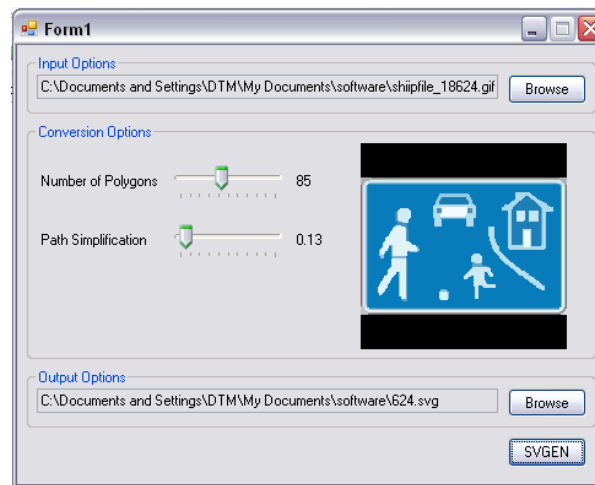 Form1
Input Options
C:\Documents and Settings\DTM\My Documents\software\shiipfile_18624.gif
Browse
Conversion Options
Number of Polygons 85
Path Simplification 0.13
Output Options
C:\Documents and Settings\DTM\My Documents\software\624.svg
Browse
SVGEN